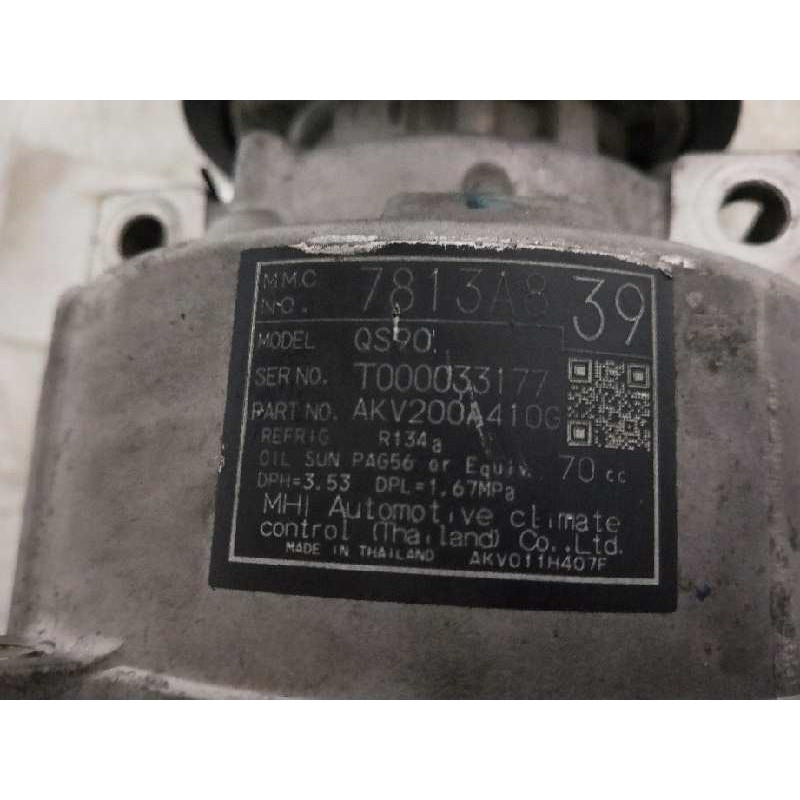 M.M.C NO. 7813A8 39
MODEL QS90
SER NO. T000033177
PART NO. AKV200A410G
REFRIG R134a
OIL SUN PAG56 or Equiv. 70 cc
DPH=3.53 DPL=1.67MPa
MHI Automotive climate
control (Thailand) Co.,Ltd.
MADE IN THAILAND AKV011H407F